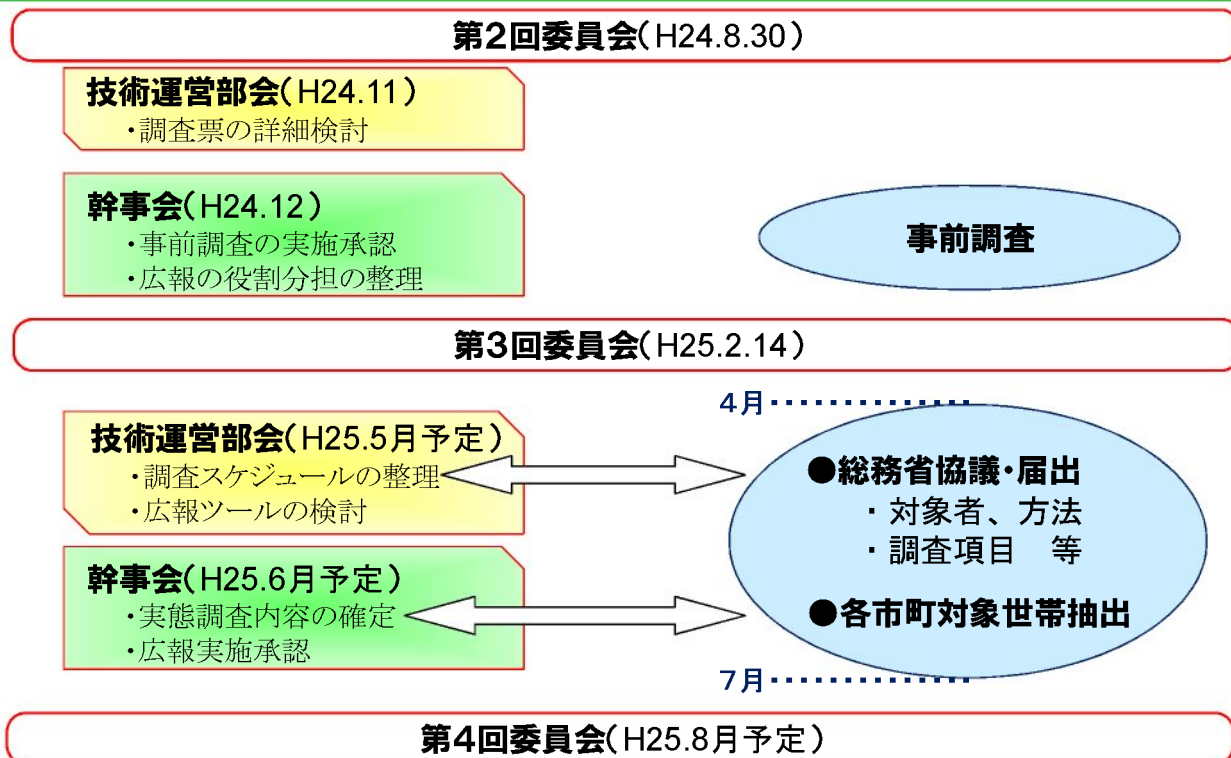 第2回委員会(H24.8.30)
技術運営部会(H24.11)
・調査票の詳細検討
幹事会(H24.12)
・事前調査の実施承認
・広報の役割分担の整理
事前調査
第3回委員会(H25.2.14)
4月・・・・・・・・・・・・・
技術運営部会(H25.5月予定)
・調査スケジュールの整理
・広報ツールの検討
●総務省協議・届出
・対象者、方法
・調査項目　等
幹事会(H25.6月予定)
・実態調査内容の確定
・広報実施承認
●各市町対象世帯抽出
7月・・・・・・・・・・・・・
第4回委員会(H25.8月予定)